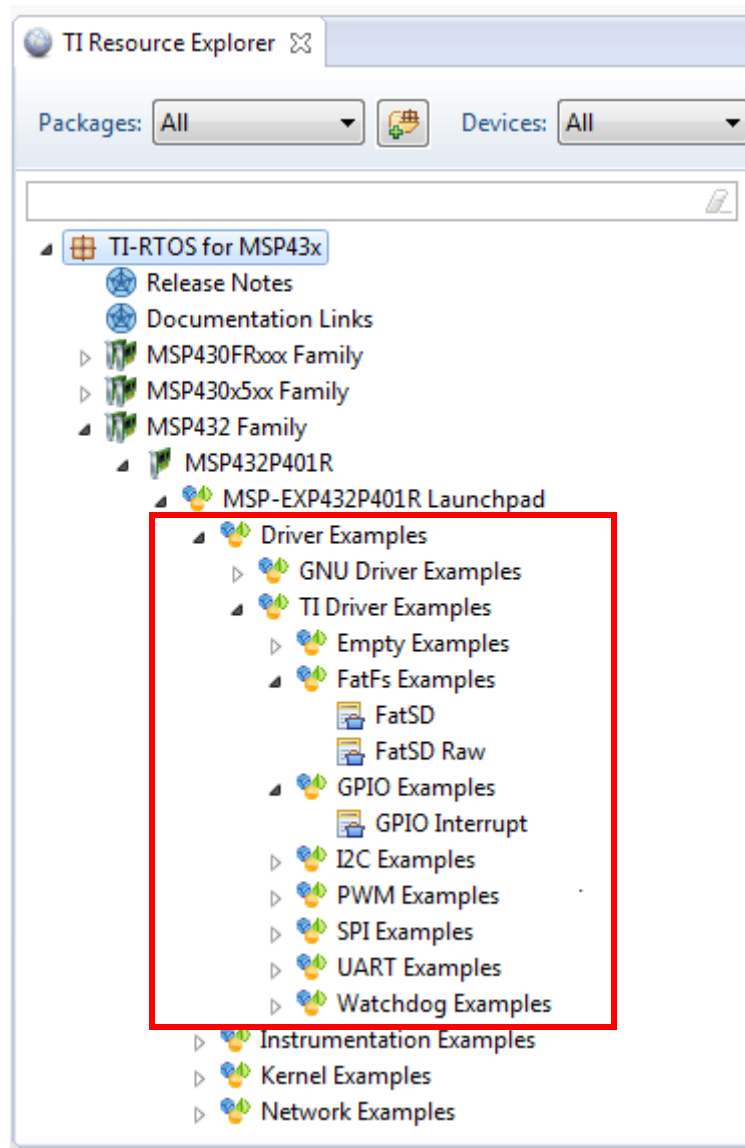 TI Resource Explorer
Packages: All Devices: All
TI-RTOS for MSP43x
Release Notes
Documentation Links
MSP430FRxxx Family
MSP430x5xx Family
MSP432 Family
MSP432P401R
MSP-EXP432P401R Launchpad
Driver Examples
GNU Driver Examples
TI Driver Examples
Empty Examples
FatFs Examples
FatSD
FatSD Raw
GPIO Examples
GPIO Interrupt
I2C Examples
PWM Examples
SPI Examples
UART Examples
Watchdog Examples
Instrumentation Examples
Kernel Examples
Network Examples